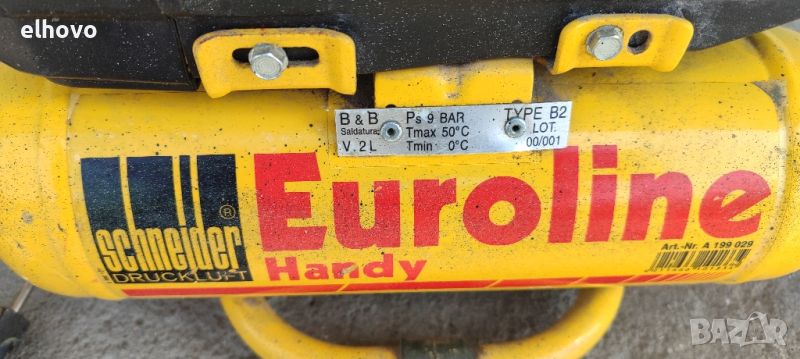 elhovo
B & B Ps 9 BAR TYPE B2
Saldatura Tmax 50°C LOT.
V. 2 L Tmin 0°C 00/001
Euroline
Handy
schneider
®
DRUCKLUFT
Art.-Nr. A 199 029
BAZAR